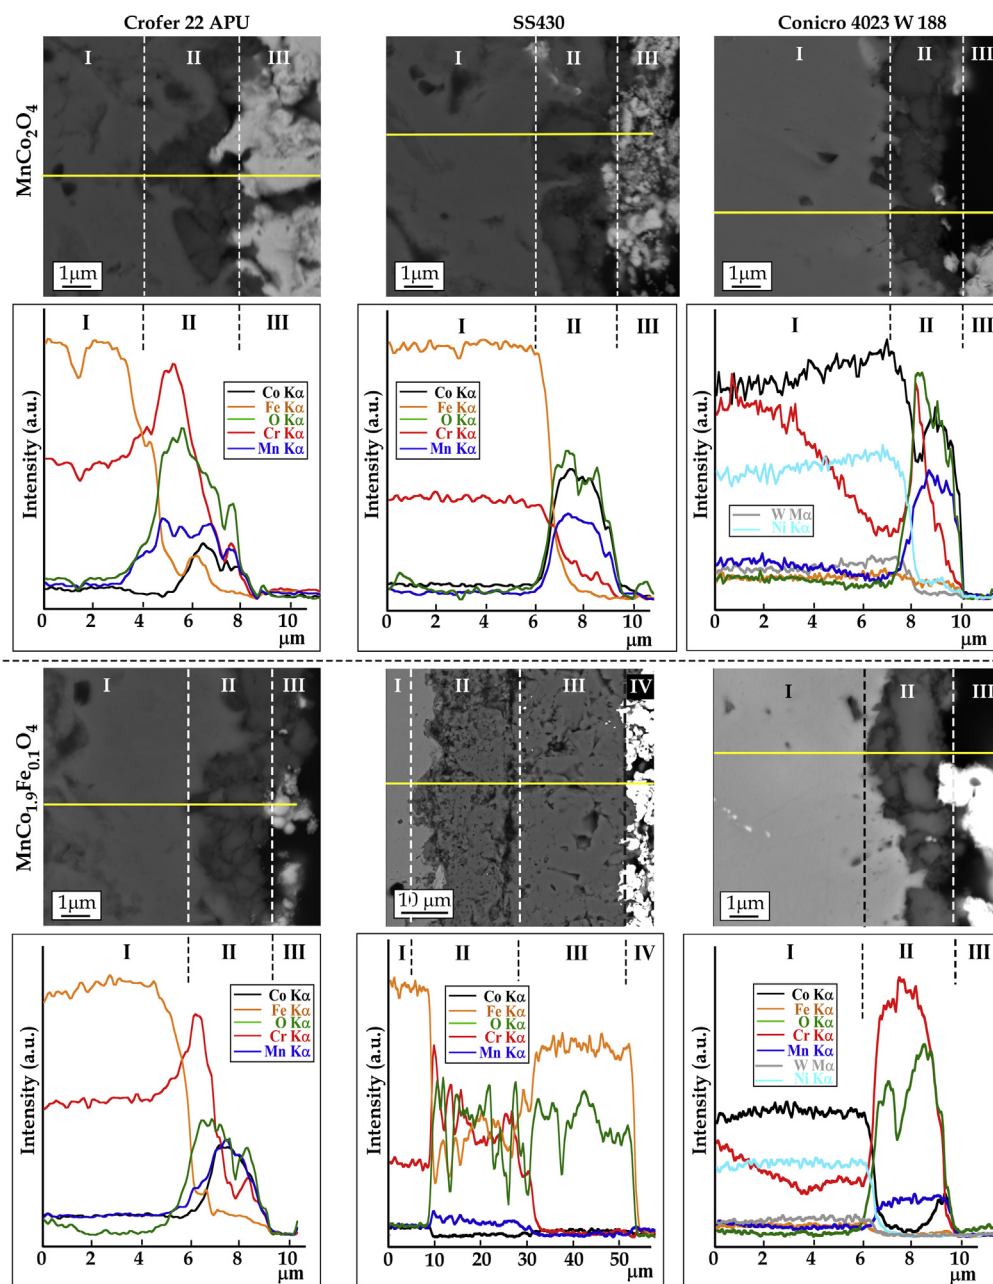 Crofer 22 APU SS430 Conicro 4023 W 188
MnCo2O4
I II III I II III I II III
1μm 1μm 1μm
I II III I II III I II III
Intensity (a.u.) Intensity (a.u.) Intensity (a.u.)
Co Kα
Fe Kα
O Kα
Cr Kα
Mn Kα
Co Kα
Fe Kα
O Kα
Cr Kα
Mn Kα
W Mα
Ni Kα
0 2 4 6 8 10
μm
0 2 4 6 8 10
μm
0 2 4 6 8 10
μm
MnCo1.9Fe0.1O4
I II III I II III IV I II III
1μm 10 μm 1μm
I II III I II III IV I II III
Intensity (a.u.) Intensity (a.u.) Intensity (a.u.)
Co Kα
Fe Kα
O Kα
Cr Kα
Mn Kα
Co Kα
Fe Kα
O Kα
Cr Kα
Mn Kα
Co Kα
Fe Kα
O Kα
Cr Kα
Mn Kα
W Mα
Ni Kα
0 2 4 6 8 10
μm
0 10 20 30 40 50
μm
0 2 4 6 8 10
μm